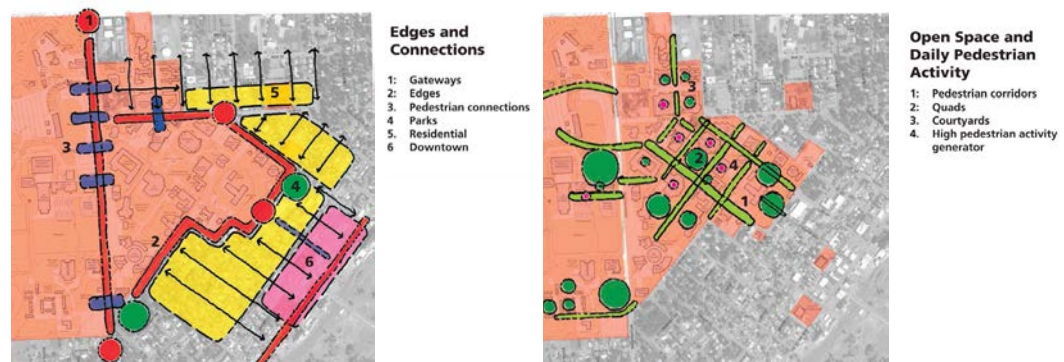 Edges and
Connections
1: Gateways
2: Edges
3. Pedestrian connections
4 Parks
5. Residential
6 Downtown
1
5
3
4
2
6
Open Space and
Daily Pedestrian
Activity
1: Pedestrian corridors
2: Quads
3. Courtyards
4. High pedestrian activity
generator
3
2
4
1